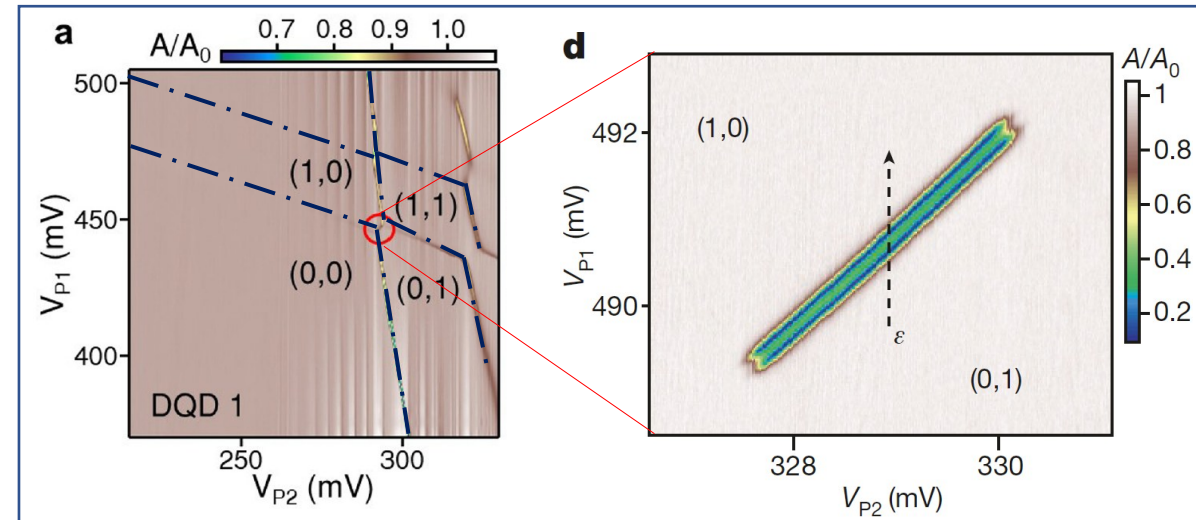 a
A/A0
0.7 0.8 0.9 1.0
500
450
400
VP1 (mV)
(1,0)
(1,1)
(0,0)
(0,1)
DQD 1
250 300
VP2 (mV)
d
A/A0
1
0.8
0.6
0.4
0.2
492
490
VP1 (mV)
(1,0)
ε
(0,1)
328 330
VP2 (mV)